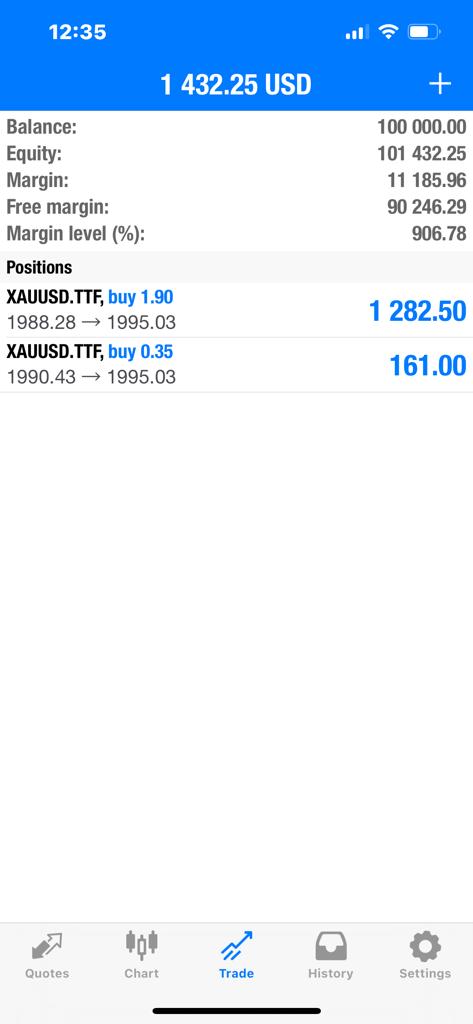 12:35
1 432.25 USD +
Balance: 100 000.00
Equity: 101 432.25
Margin: 11 185.96
Free margin: 90 246.29
Margin level (%): 906.78
Positions
XAUUSD.TTF, buy 1.90
1988.28 → 1995.03
1 282.50
XAUUSD.TTF, buy 0.35
1990.43 → 1995.03
161.00
Quotes Chart Trade History Settings